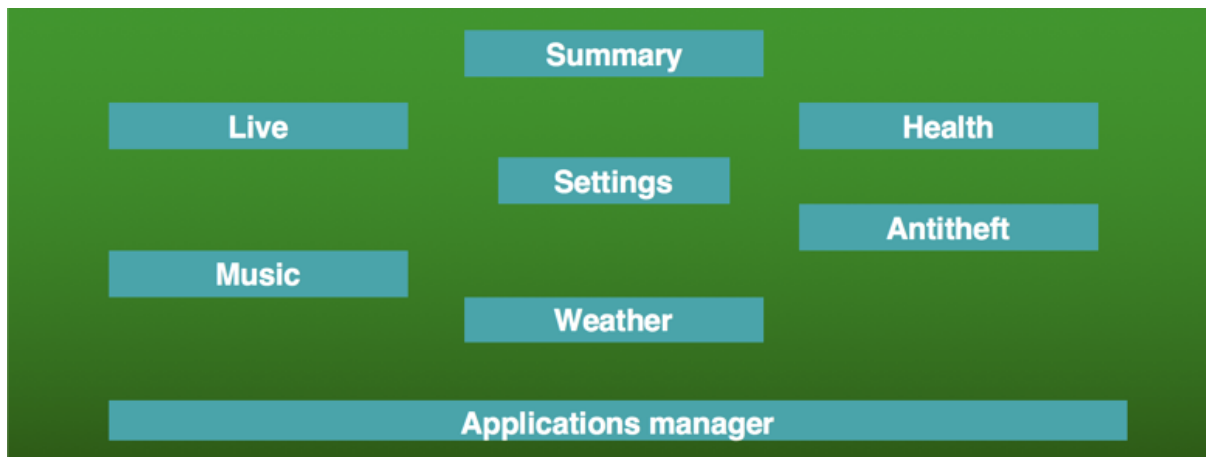 Summary
Live
Health
Settings
Antitheft
Music
Weather
Applications manager